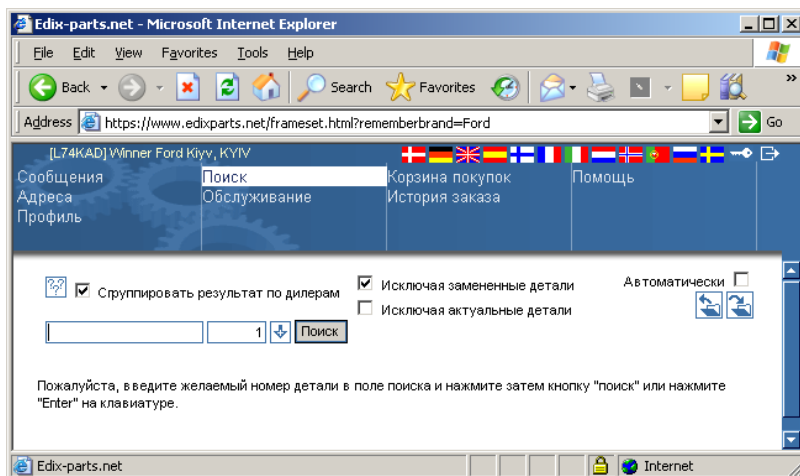 Edix-parts.net - Microsoft Internet Explorer
File Edit View Favorites Tools Help
Back Search Favorites »
Address https://www.edixparts.net/frameset.html?rememberbrand=Ford Go
[L74KAD] Winner Ford Kiyv, KYIV
Сообщения Поиск Корзина покупок Помощь
Адреса Обслуживание История заказа
Профиль
?? Сгруппировать результат по дилерам Исключая замененные детали Автоматически
Исключая актуальные детали
1 Поиск
Пожалуйста, введите желаемый номер детали в поле поиска и нажмите затем кнопку "поиск" или нажмите
"Enter" на клавиатуре.
Edix-parts.net Internet